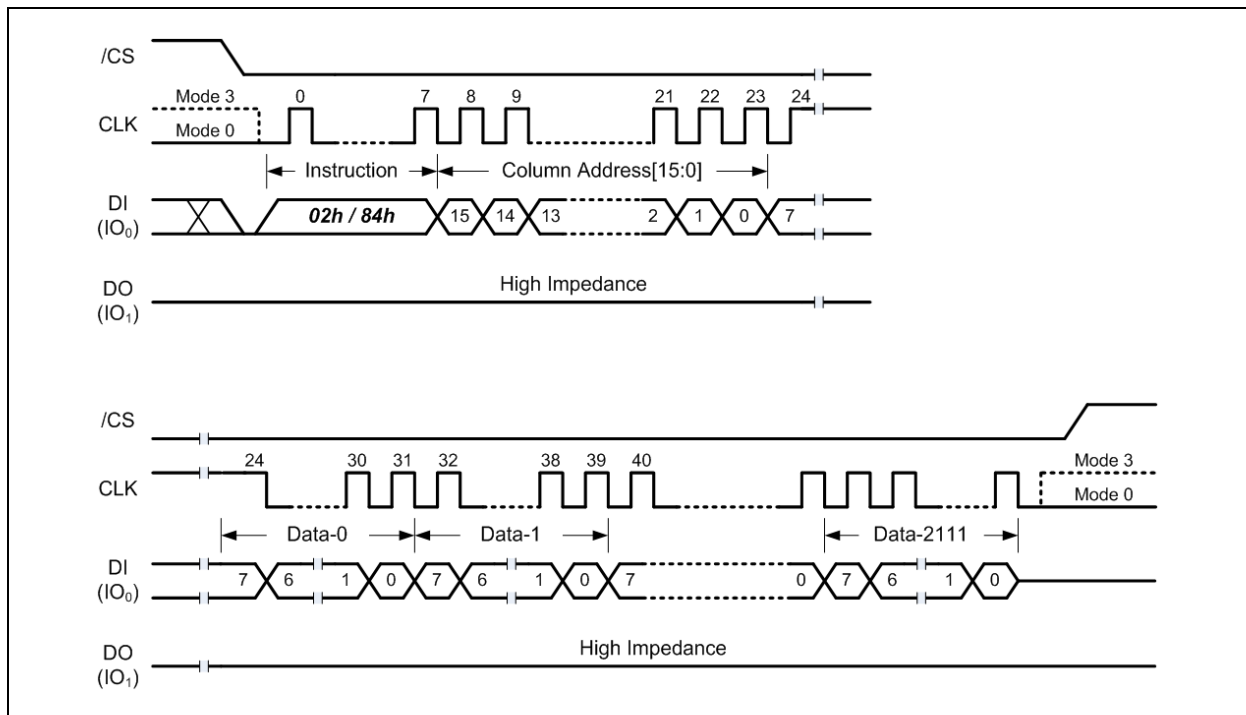 /CS
Mode 3 0 7 8 9 21 22 23 24
CLK
Mode 0
Instruction Column Address[15:0]
DI
(IO₀)
02h / 84h 15 14 13 2 1 0 7
High Impedance
DO
(IO₁)
/CS
24 30 31 32 38 39 40 Mode 3
CLK
Mode 0
Data-0 Data-1 Data-2111
DI
(IO₀)
7 6 1 0 7 6 1 0 7 0 7 6 1 0
High Impedance
DO
(IO₁)